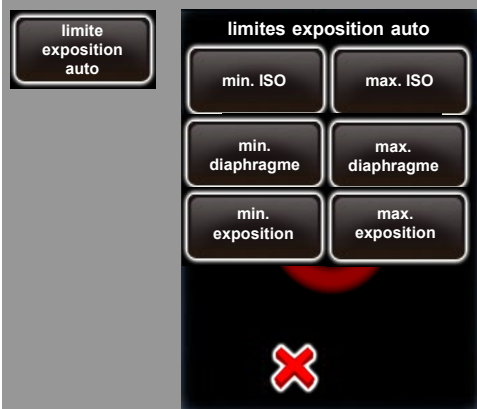 limite
exposition
auto
limites exposition auto
min. ISO
max. ISO
min.
diaphragme
max.
diaphragme
min.
exposition
max.
exposition